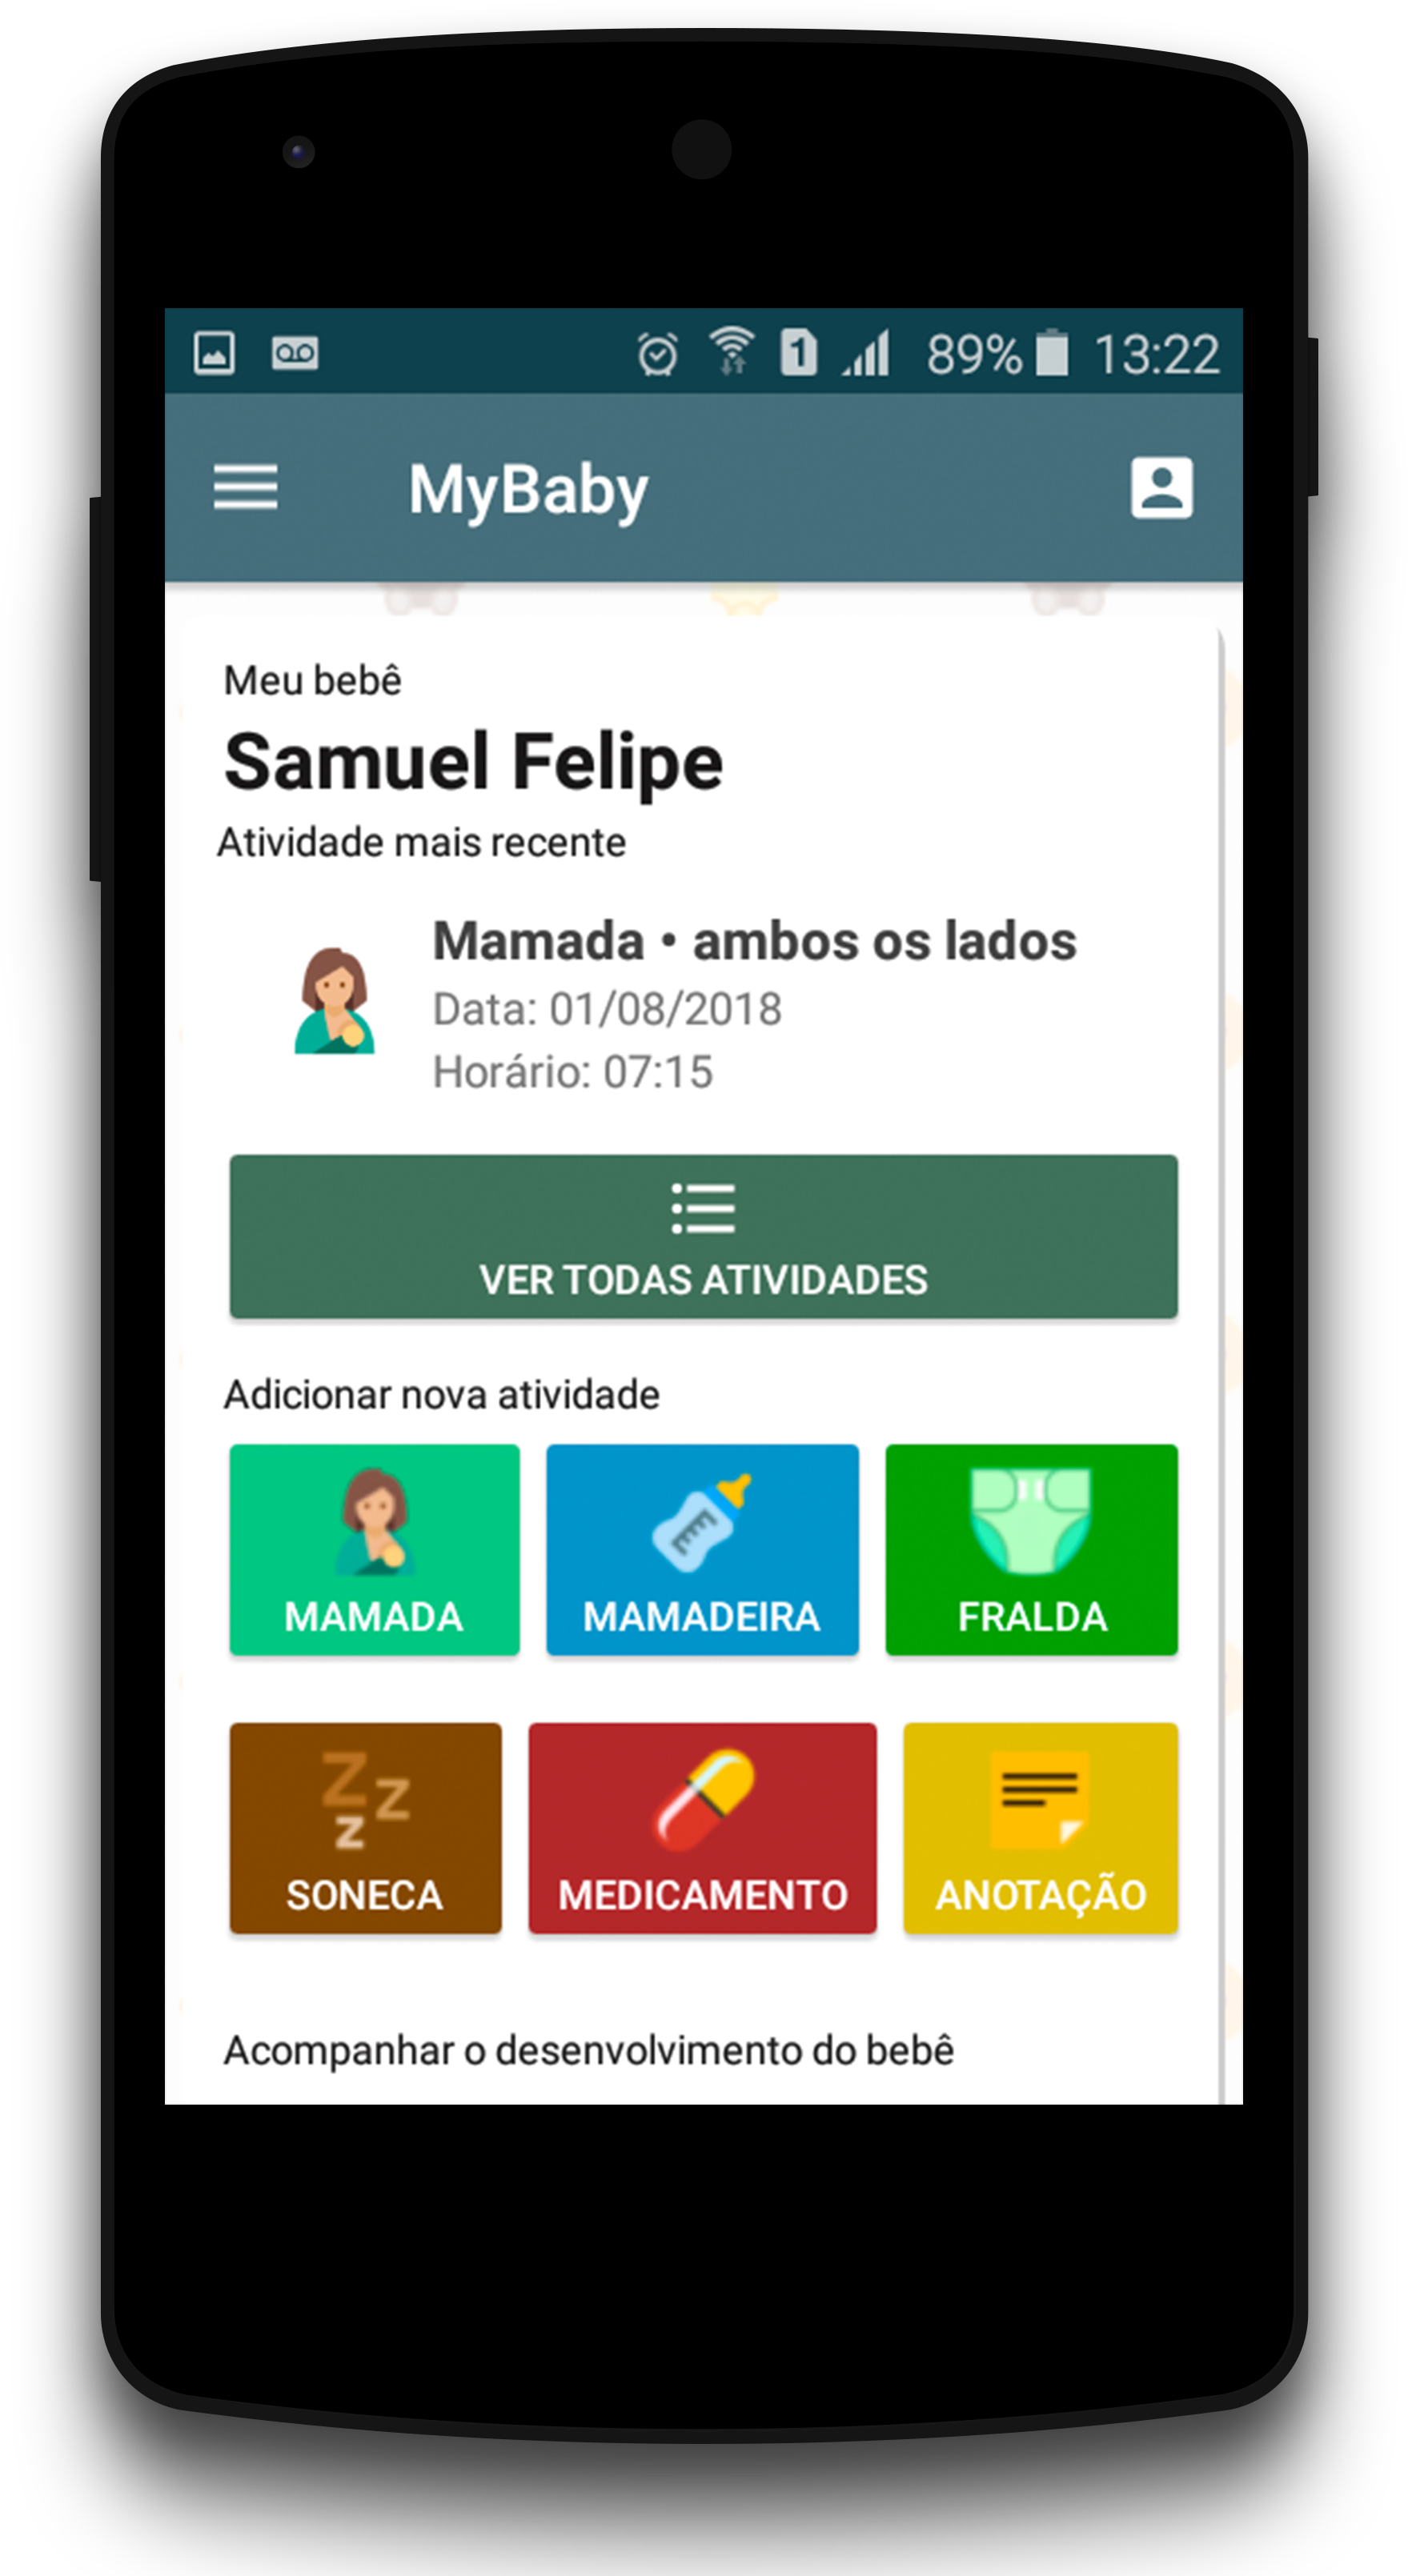 1 89% 13:22
MyBaby
Meu bebê
Samuel Felipe
Atividade mais recente
Mamada • ambos os lados
Data: 01/08/2018
Horário: 07:15
VER TODAS ATIVIDADES
Adicionar nova atividade
MAMADA MAMADEIRA FRALDA
Z Z Z
SONECA MEDICAMENTO ANOTAÇÃO
Acompanhar o desenvolvimento do bebê